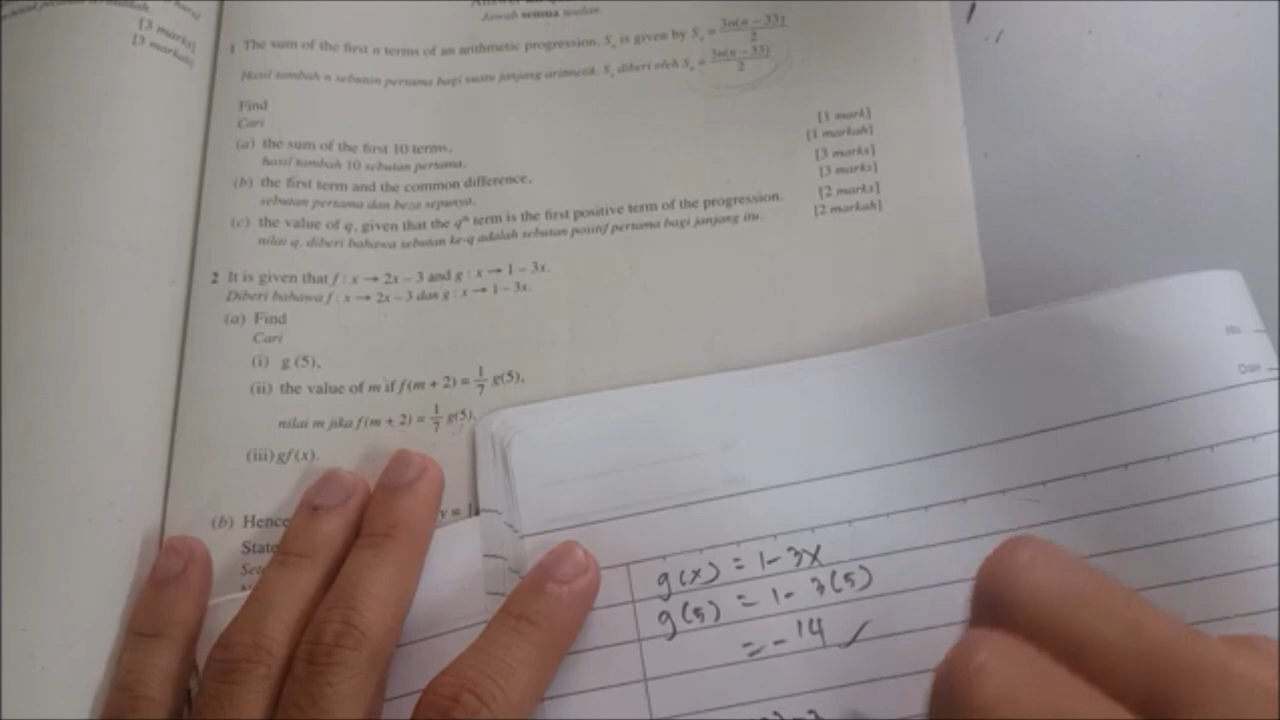 [3 marks]
[3 markah]
Jawab semua soalan.
1 The sum of the first n terms of an arithmetic progression, Sₙ is given by Sₙ = 3n(n – 33)/2.
Hasil tambah n sebutan pertama bagi suatu janjang aritmetik, Sₙ diberi oleh Sₙ = 3n(n – 33)/2
Find
Cari
(a) the sum of the first 10 terms, [1 mark]
hasil tambah 10 sebutan pertama. [1 markah]
(b) the first term and the common difference, [3 marks]
sebutan pertama dan beza sepunya. [3 marks]
(c) the value of q, given that the qᵗʰ term is the first positive term of the progression. [2 marks]
nilai q, diberi bahawa sebutan ke-q adalah sebutan positif pertama bagi janjang itu. [2 markah]
2 It is given that f : x → 2x – 3 and g : x → 1 – 3x.
Diberi bahawa f : x → 2x – 3 dan g : x → 1 – 3x.
(a) Find
Cari
(i) g (5),
(ii) the value of m if f(m + 2) = 1/7 g(5),
nilai m jika f(m + 2) = 1/7 g(5),
(iii) gf (x).
(b) Hence
State
No.
Date
g(x) = 1 - 3x
g(5) = 1 - 3(5)
= -14 ✓